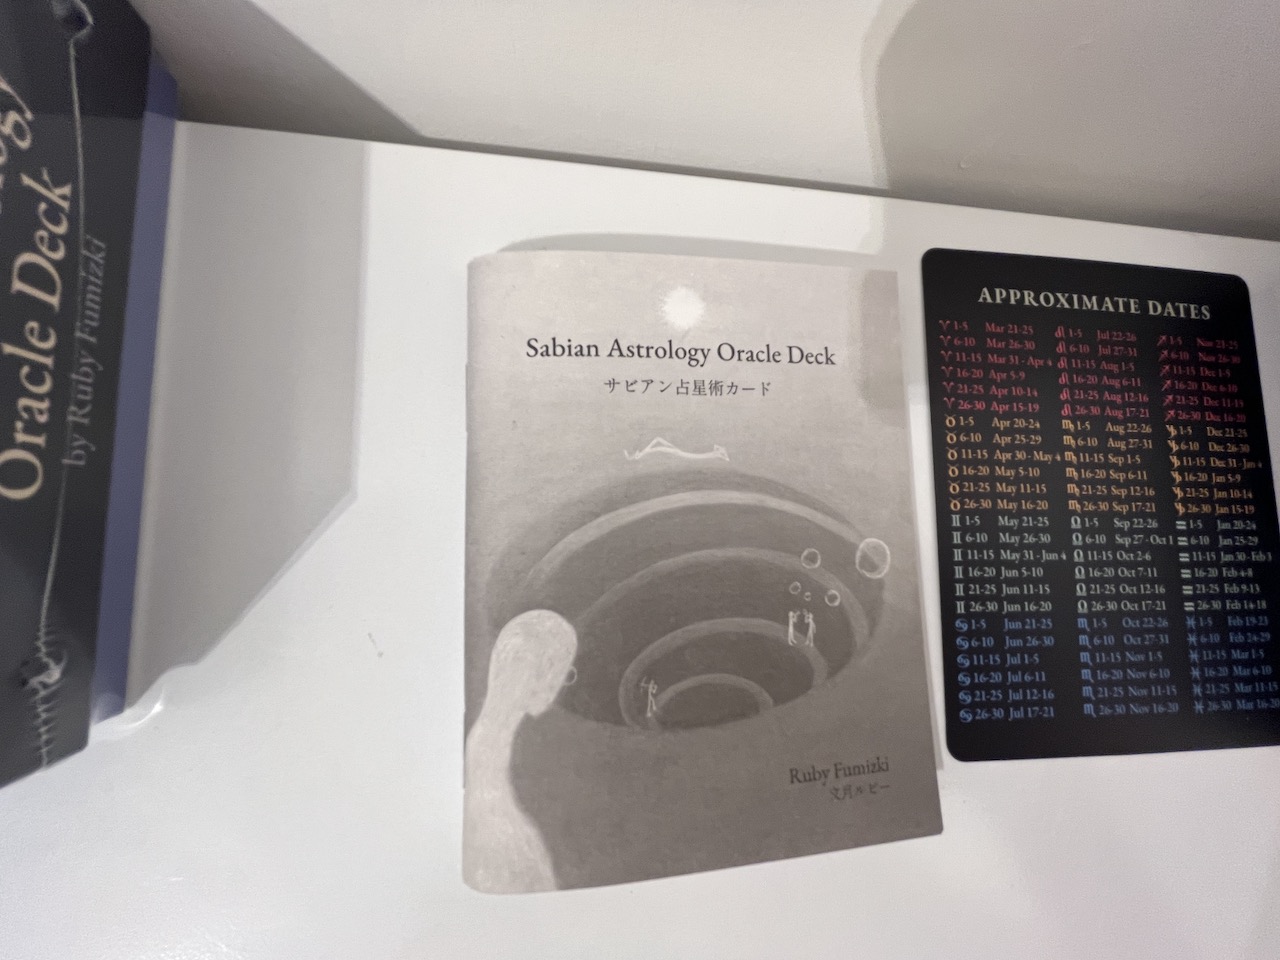 Oracle Deck
by Ruby Fumizki
Sabian Astrology Oracle Deck
サビアン占星術カード
Ruby Fumizki
文月ルビー
APPROXIMATE DATES
♈ 1-5 Mar 21-25 ♌ 1-5 Jul 22-26 ♐ 1-5 Nov 21-25
♈ 6-10 Mar 26-30 ♌ 6-10 Jul 27-31 ♐ 6-10 Nov 26-30
♈ 11-15 Mar 31 - Apr 4 ♌ 11-15 Aug 1-5 ♐ 11-15 Dec 1-5
♈ 16-20 Apr 5-9 ♌ 16-20 Aug 6-11 ♐ 16-20 Dec 6-10
♈ 21-25 Apr 10-14 ♌ 21-25 Aug 12-16 ♐ 21-25 Dec 11-15
♈ 26-30 Apr 15-19 ♌ 26-30 Aug 17-21 ♐ 26-30 Dec 16-20
♉ 1-5 Apr 20-24 ♍ 1-5 Aug 22-26 ♑ 1-5 Dec 21-25
♉ 6-10 Apr 25-29 ♍ 6-10 Aug 27-31 ♑ 6-10 Dec 26-30
♉ 11-15 Apr 30 - May 4 ♍ 11-15 Sep 1-5 ♑ 11-15 Dec 31 - Jan 4
♉ 16-20 May 5-10 ♍ 16-20 Sep 6-11 ♑ 16-20 Jan 5-9
♉ 21-25 May 11-15 ♍ 21-25 Sep 12-16 ♑ 21-25 Jan 10-14
♉ 26-30 May 16-20 ♍ 26-30 Sep 17-21 ♑ 26-30 Jan 15-19
♊ 1-5 May 21-25 ♎ 1-5 Sep 22-26 ♒ 1-5 Jan 20-24
♊ 6-10 May 26-30 ♎ 6-10 Sep 27 - Oct 1 ♒ 6-10 Jan 25-29
♊ 11-15 May 31 - Jun 4 ♎ 11-15 Oct 2-6 ♒ 11-15 Jan 30 - Feb 3
♊ 16-20 Jun 5-10 ♎ 16-20 Oct 7-11 ♒ 16-20 Feb 4-8
♊ 21-25 Jun 11-15 ♎ 21-25 Oct 12-16 ♒ 21-25 Feb 9-13
♊ 26-30 Jun 16-20 ♎ 26-30 Oct 17-21 ♒ 26-30 Feb 14-18
♋ 1-5 Jun 21-25 ♏ 1-5 Oct 22-26 ♓ 1-5 Feb 19-23
♋ 6-10 Jun 26-30 ♏ 6-10 Oct 27-31 ♓ 6-10 Feb 24-29
♋ 11-15 Jul 1-5 ♏ 11-15 Nov 1-5 ♓ 11-15 Mar 1-5
♋ 16-20 Jul 6-11 ♏ 16-20 Nov 6-10 ♓ 16-20 Mar 6-10
♋ 21-25 Jul 12-16 ♏ 21-25 Nov 11-15 ♓ 21-25 Mar 11-15
♋ 26-30 Jul 17-21 ♏ 26-30 Nov 16-20 ♓ 26-30 Mar 16-20